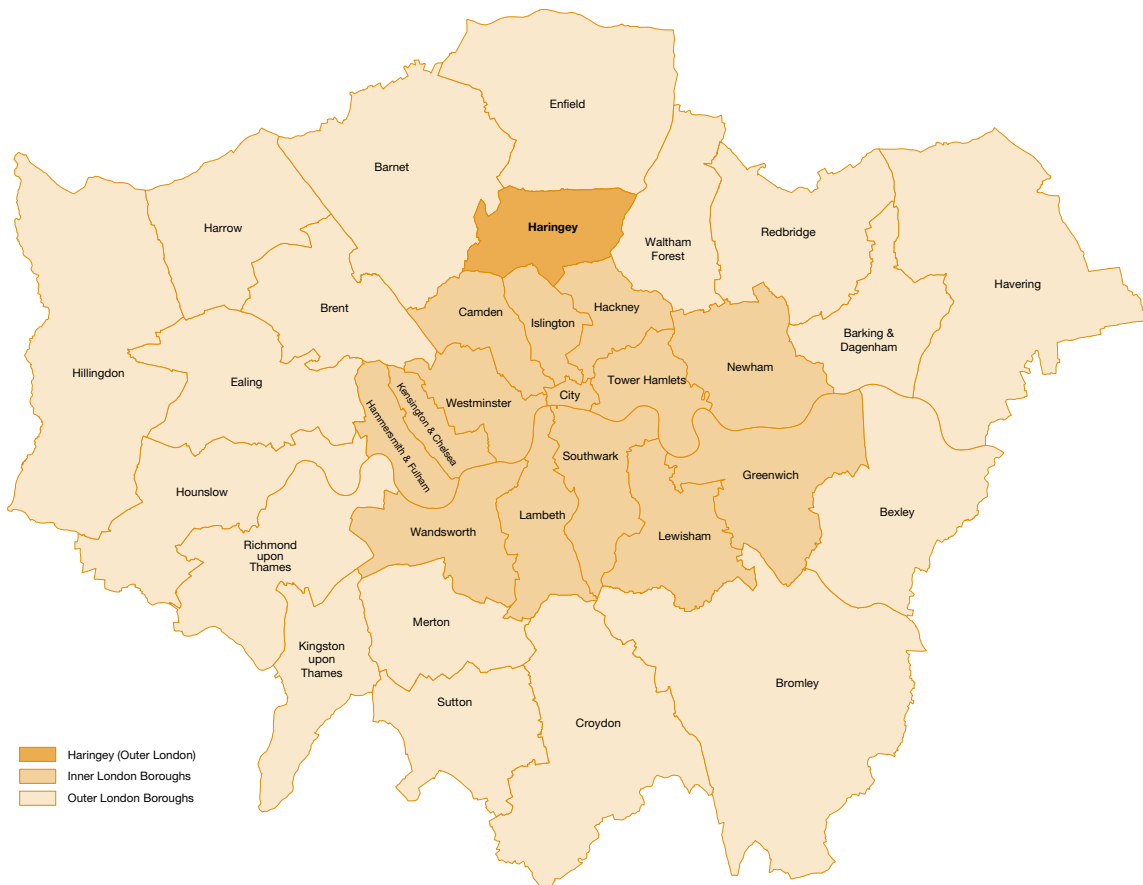 Enfield
Barnet
Harrow
Haringey
Waltham
Forest
Redbridge
Havering
Brent
Camden
Islington
Hackney
Barking &
Dagenham
Hillingdon
Ealing
Newham
Tower Hamlets
City
Westminster
Kensington & Chelsea
Hammersmith & Fulham
Southwark
Greenwich
Hounslow
Bexley
Lambeth
Wandsworth
Lewisham
Richmond
upon
Thames
Merton
Kingston
upon
Thames
Bromley
Sutton
Croydon
Haringey (Outer London)
Inner London Boroughs
Outer London Boroughs